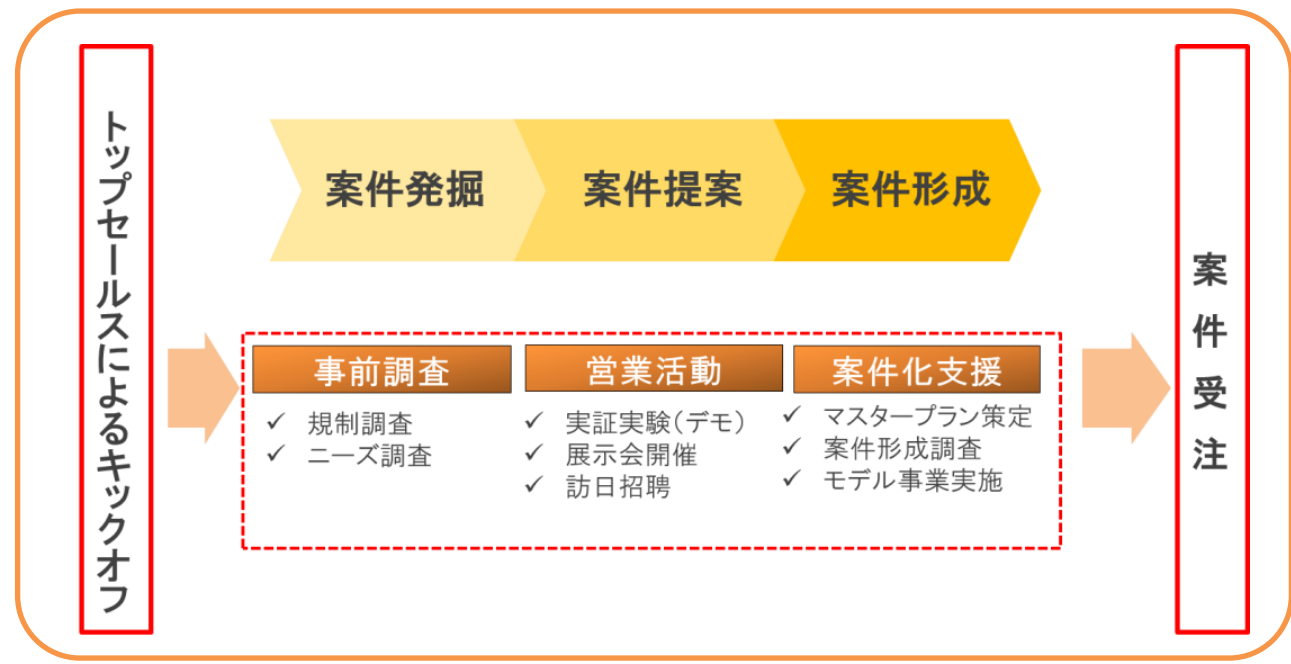 トップセールスによるキックオフ
案件発掘
案件提案
案件形成
事前調査
✓ 規制調査
✓ ニーズ調査
営業活動
✓ 実証実験(デモ)
✓ 展示会開催
✓ 訪日招聘
案件化支援
✓ マスタープラン策定
✓ 案件形成調査
✓ モデル事業実施
案件受注